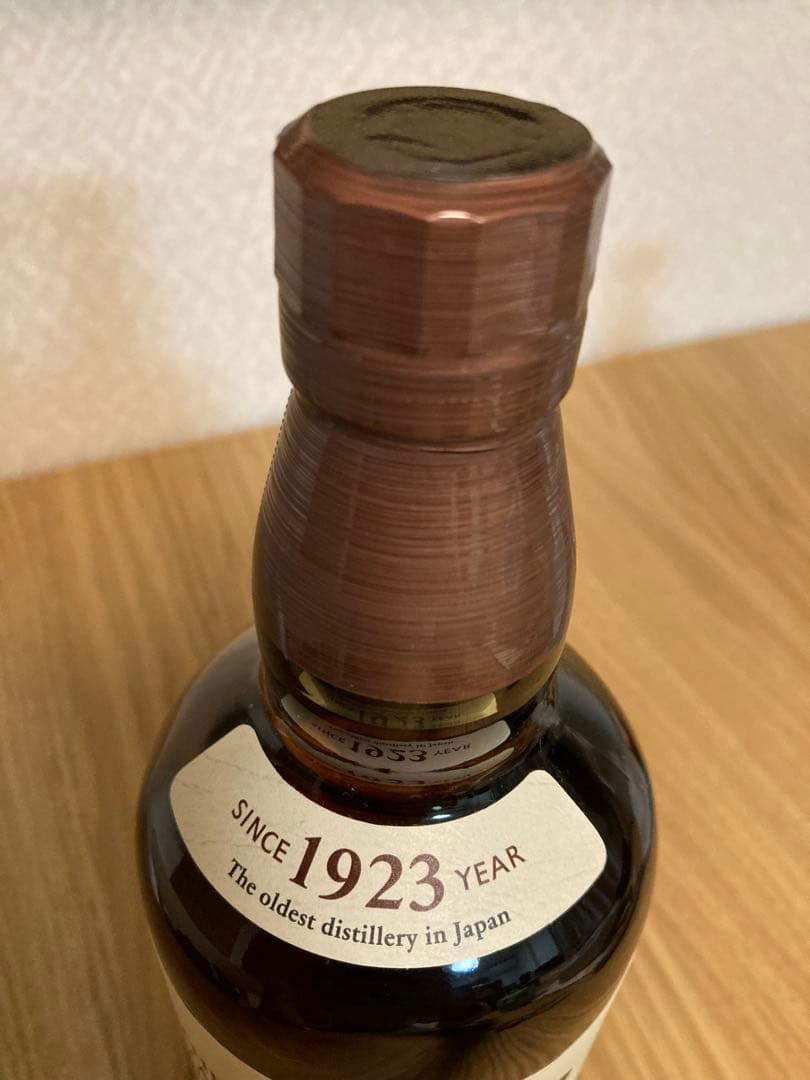 SINCE 1923 YEAR
The oldest distillery in Japan